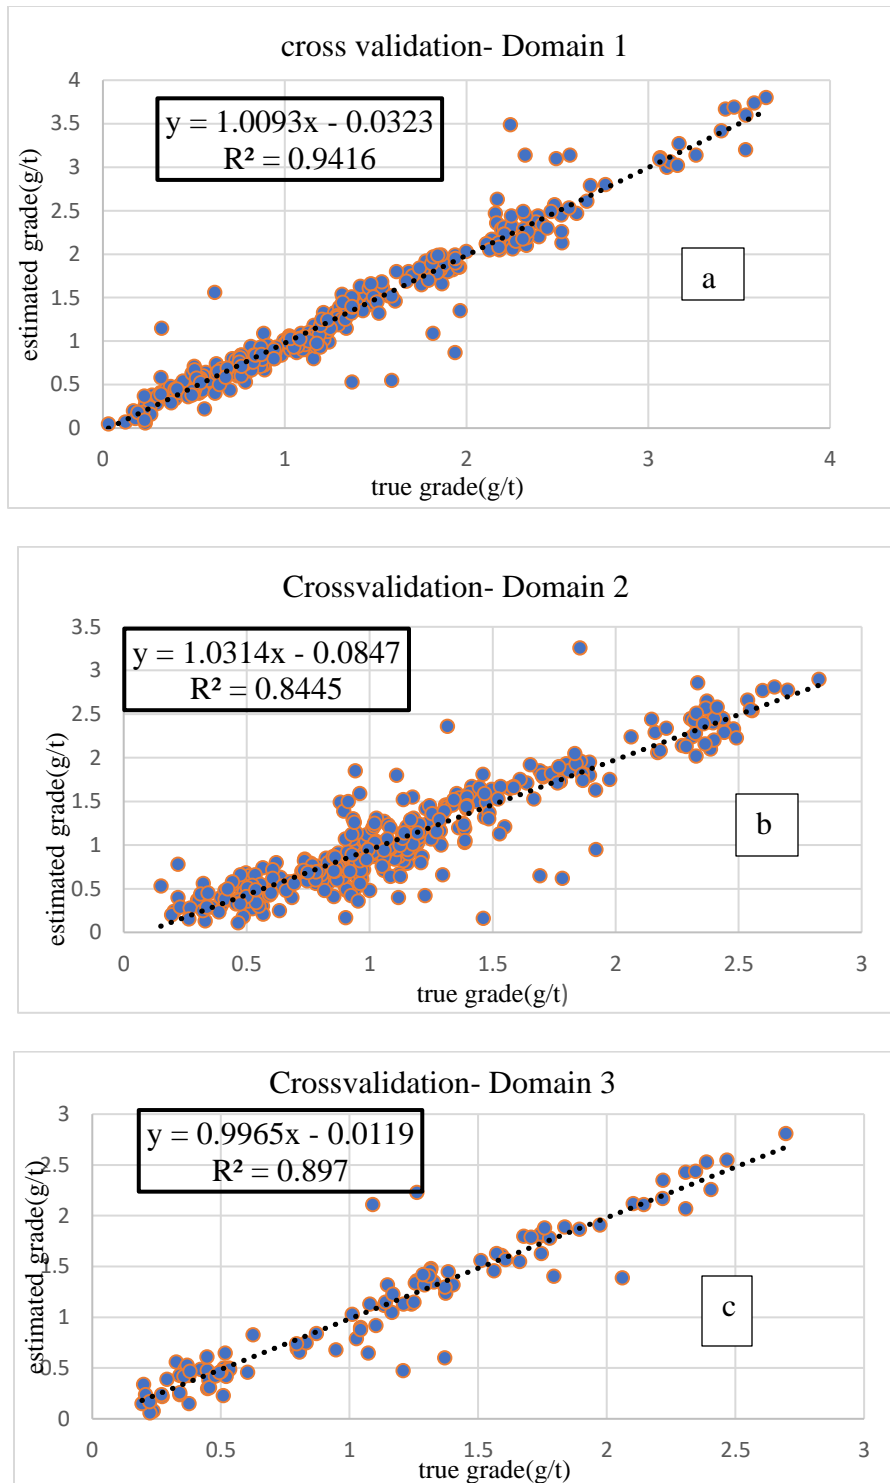 cross validation- Domain 1
y = 1.0093x - 0.0323
R² = 0.9416
estimated grade(g/t)
4
3.5
3
2.5
2
1.5
1
0.5
0
a
0 1 2 3 4
true grade(g/t)
Crossvalidation- Domain 2
y = 1.0314x - 0.0847
R² = 0.8445
estimated grade(g/t)
3.5
3
2.5
2
1.5
1
0.5
0
b
0 0.5 1 1.5 2 2.5 3
true grade(g/t)
Crossvalidation- Domain 3
y = 0.9965x - 0.0119
R² = 0.897
estimated grade(g/t)
3
2.5
2
1.5
1
0.5
0
c
0 0.5 1 1.5 2 2.5 3
true grade(g/t)